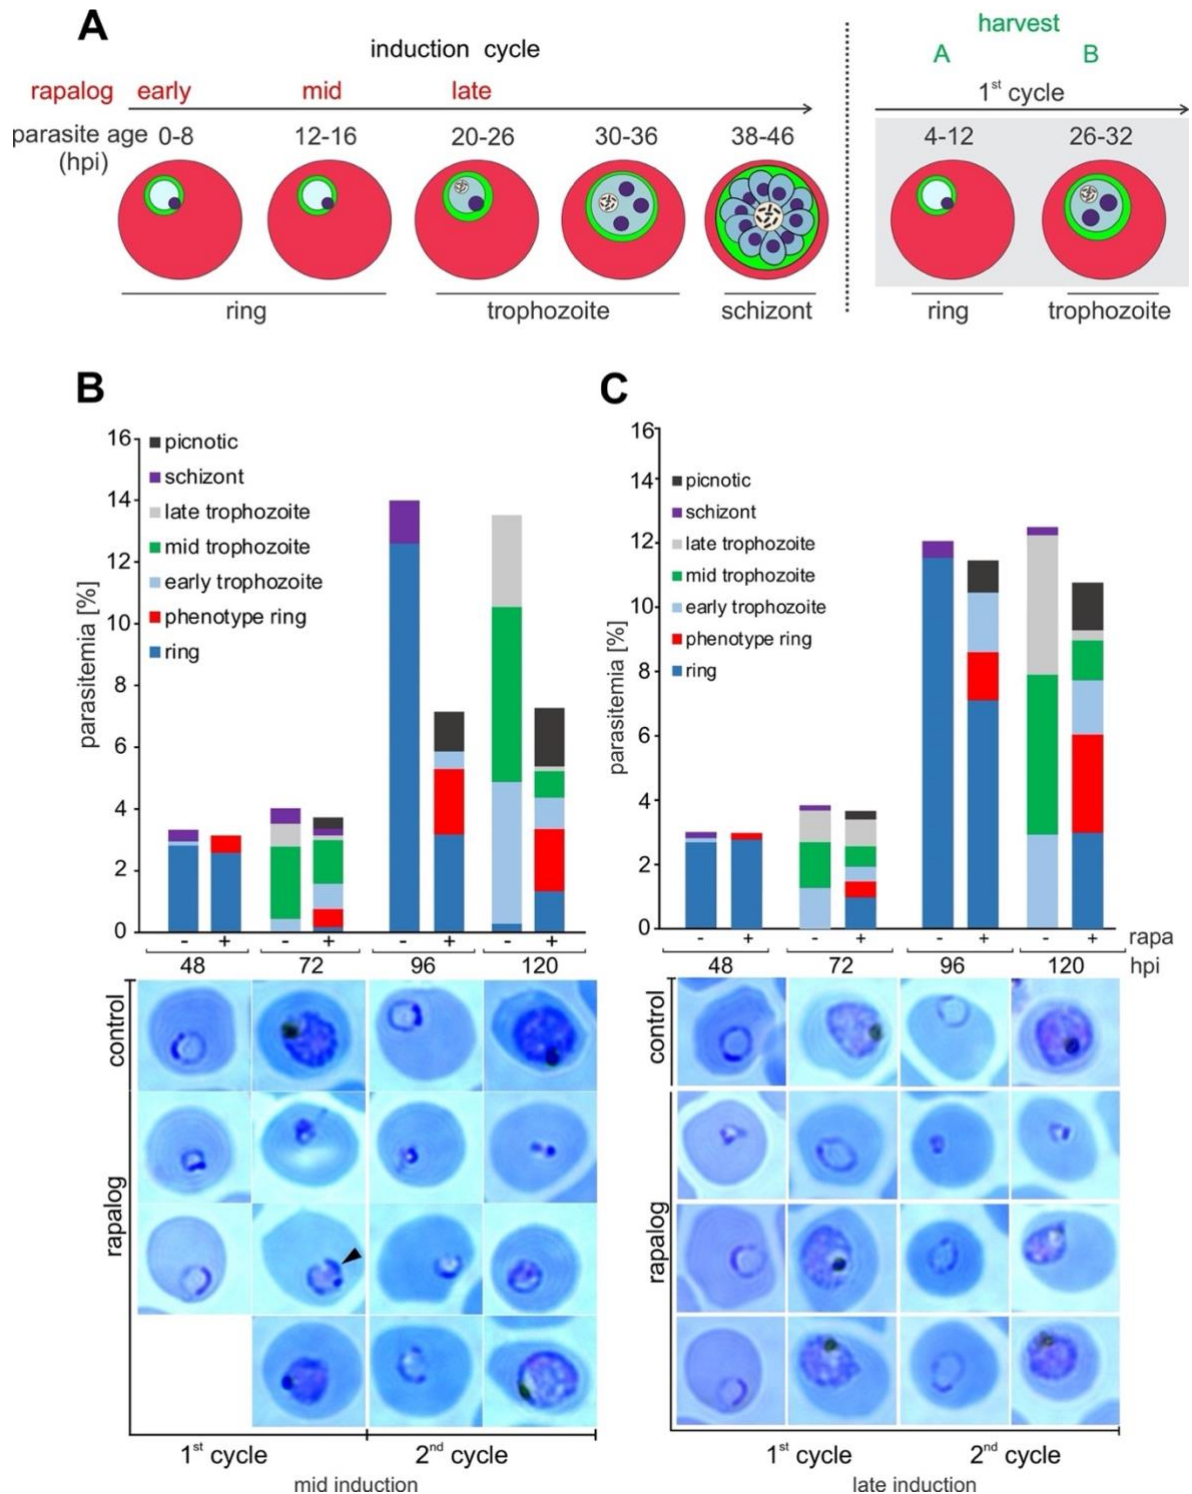 A
induction cycle
harvest
A B
rapalog early mid late
1st cycle
parasite age 0-8 12-16 20-26 30-36 38-46 4-12 26-32
(hpi)
ring trophozoite schizont ring trophozoite
B
16
14
12
10
8
6
4
2
0
parasitemia [%]
picnotic
schizont
late trophozoite
mid trophozoite
early trophozoite
phenotype ring
ring
- + - + - + - +
48 72 96 120
control
rapalog
1st cycle 2nd cycle
mid induction
C
16
14
12
10
8
6
4
2
0
parasitemia [%]
picnotic
schizont
late trophozoite
mid trophozoite
early trophozoite
phenotype ring
ring
- + - + - + - + rapa
48 72 96 120 hpi
control
rapalog
1st cycle 2nd cycle
late induction